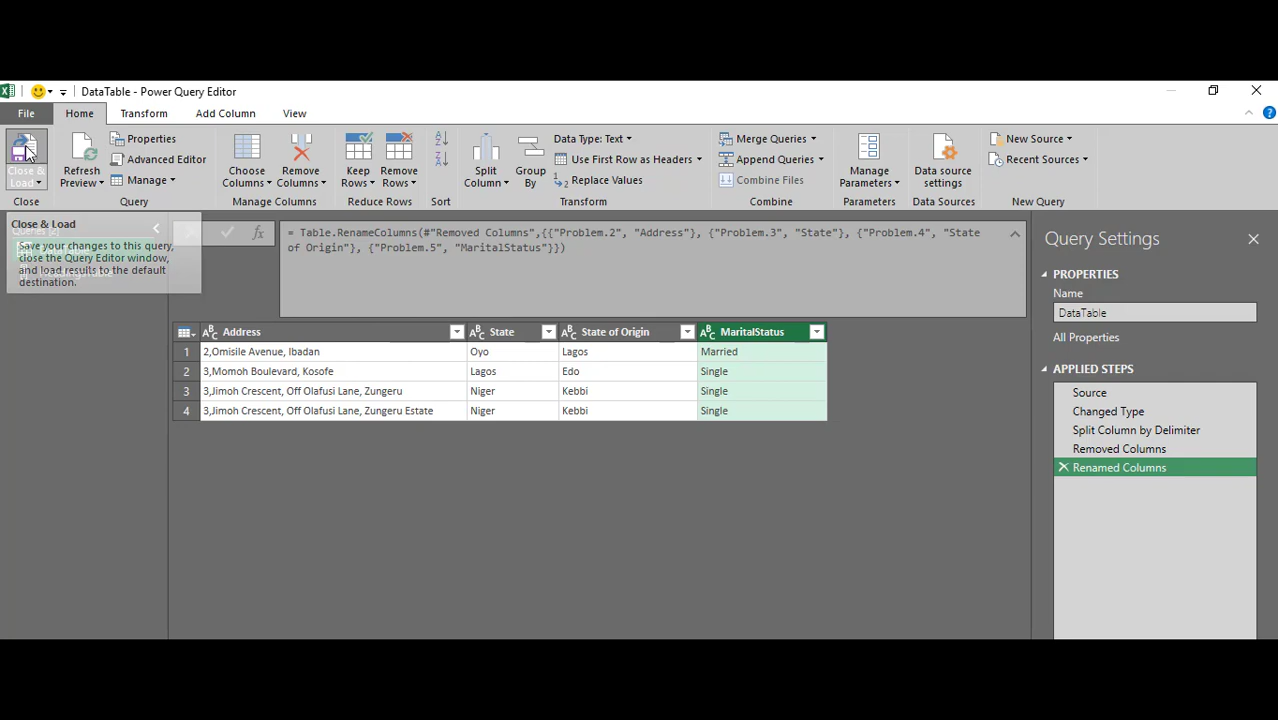 DataTable - Power Query Editor
File
Home
Transform
Add Column
View
Close &
Load
Refresh
Preview
Properties
Advanced Editor
Manage
Choose
Columns
Remove
Columns
Keep
Rows
Remove
Rows
Split
Column
Group
By
Data Type: Text
Use First Row as Headers
Replace Values
Merge Queries
Append Queries
Combine Files
Manage
Parameters
Data source
settings
New Source
Recent Sources
Close
Query
Manage Columns
Reduce Rows
Sort
Transform
Combine
Parameters
Data Sources
New Query
Close & Load
Save your changes to this query,
close the Query Editor window,
and load results to the default
destination.
fx
= Table.RenameColumns(#"Removed Columns",{{"Problem.2", "Address"}, {"Problem.3", "State"}, {"Problem.4", "State
of Origin"}, {"Problem.5", "MaritalStatus"}})
Address State State of Origin MaritalStatus
1 2,Omisile Avenue, Ibadan Oyo Lagos Married
2 3,Momoh Boulevard, Kosofe Lagos Edo Single
3 3,Jimoh Crescent, Off Olafusi Lane, Zungeru Niger Kebbi Single
4 3,Jimoh Crescent, Off Olafusi Lane, Zungeru Estate Niger Kebbi Single
Query Settings
PROPERTIES
Name
DataTable
All Properties
APPLIED STEPS
Source
Changed Type
Split Column by Delimiter
Removed Columns
Renamed Columns